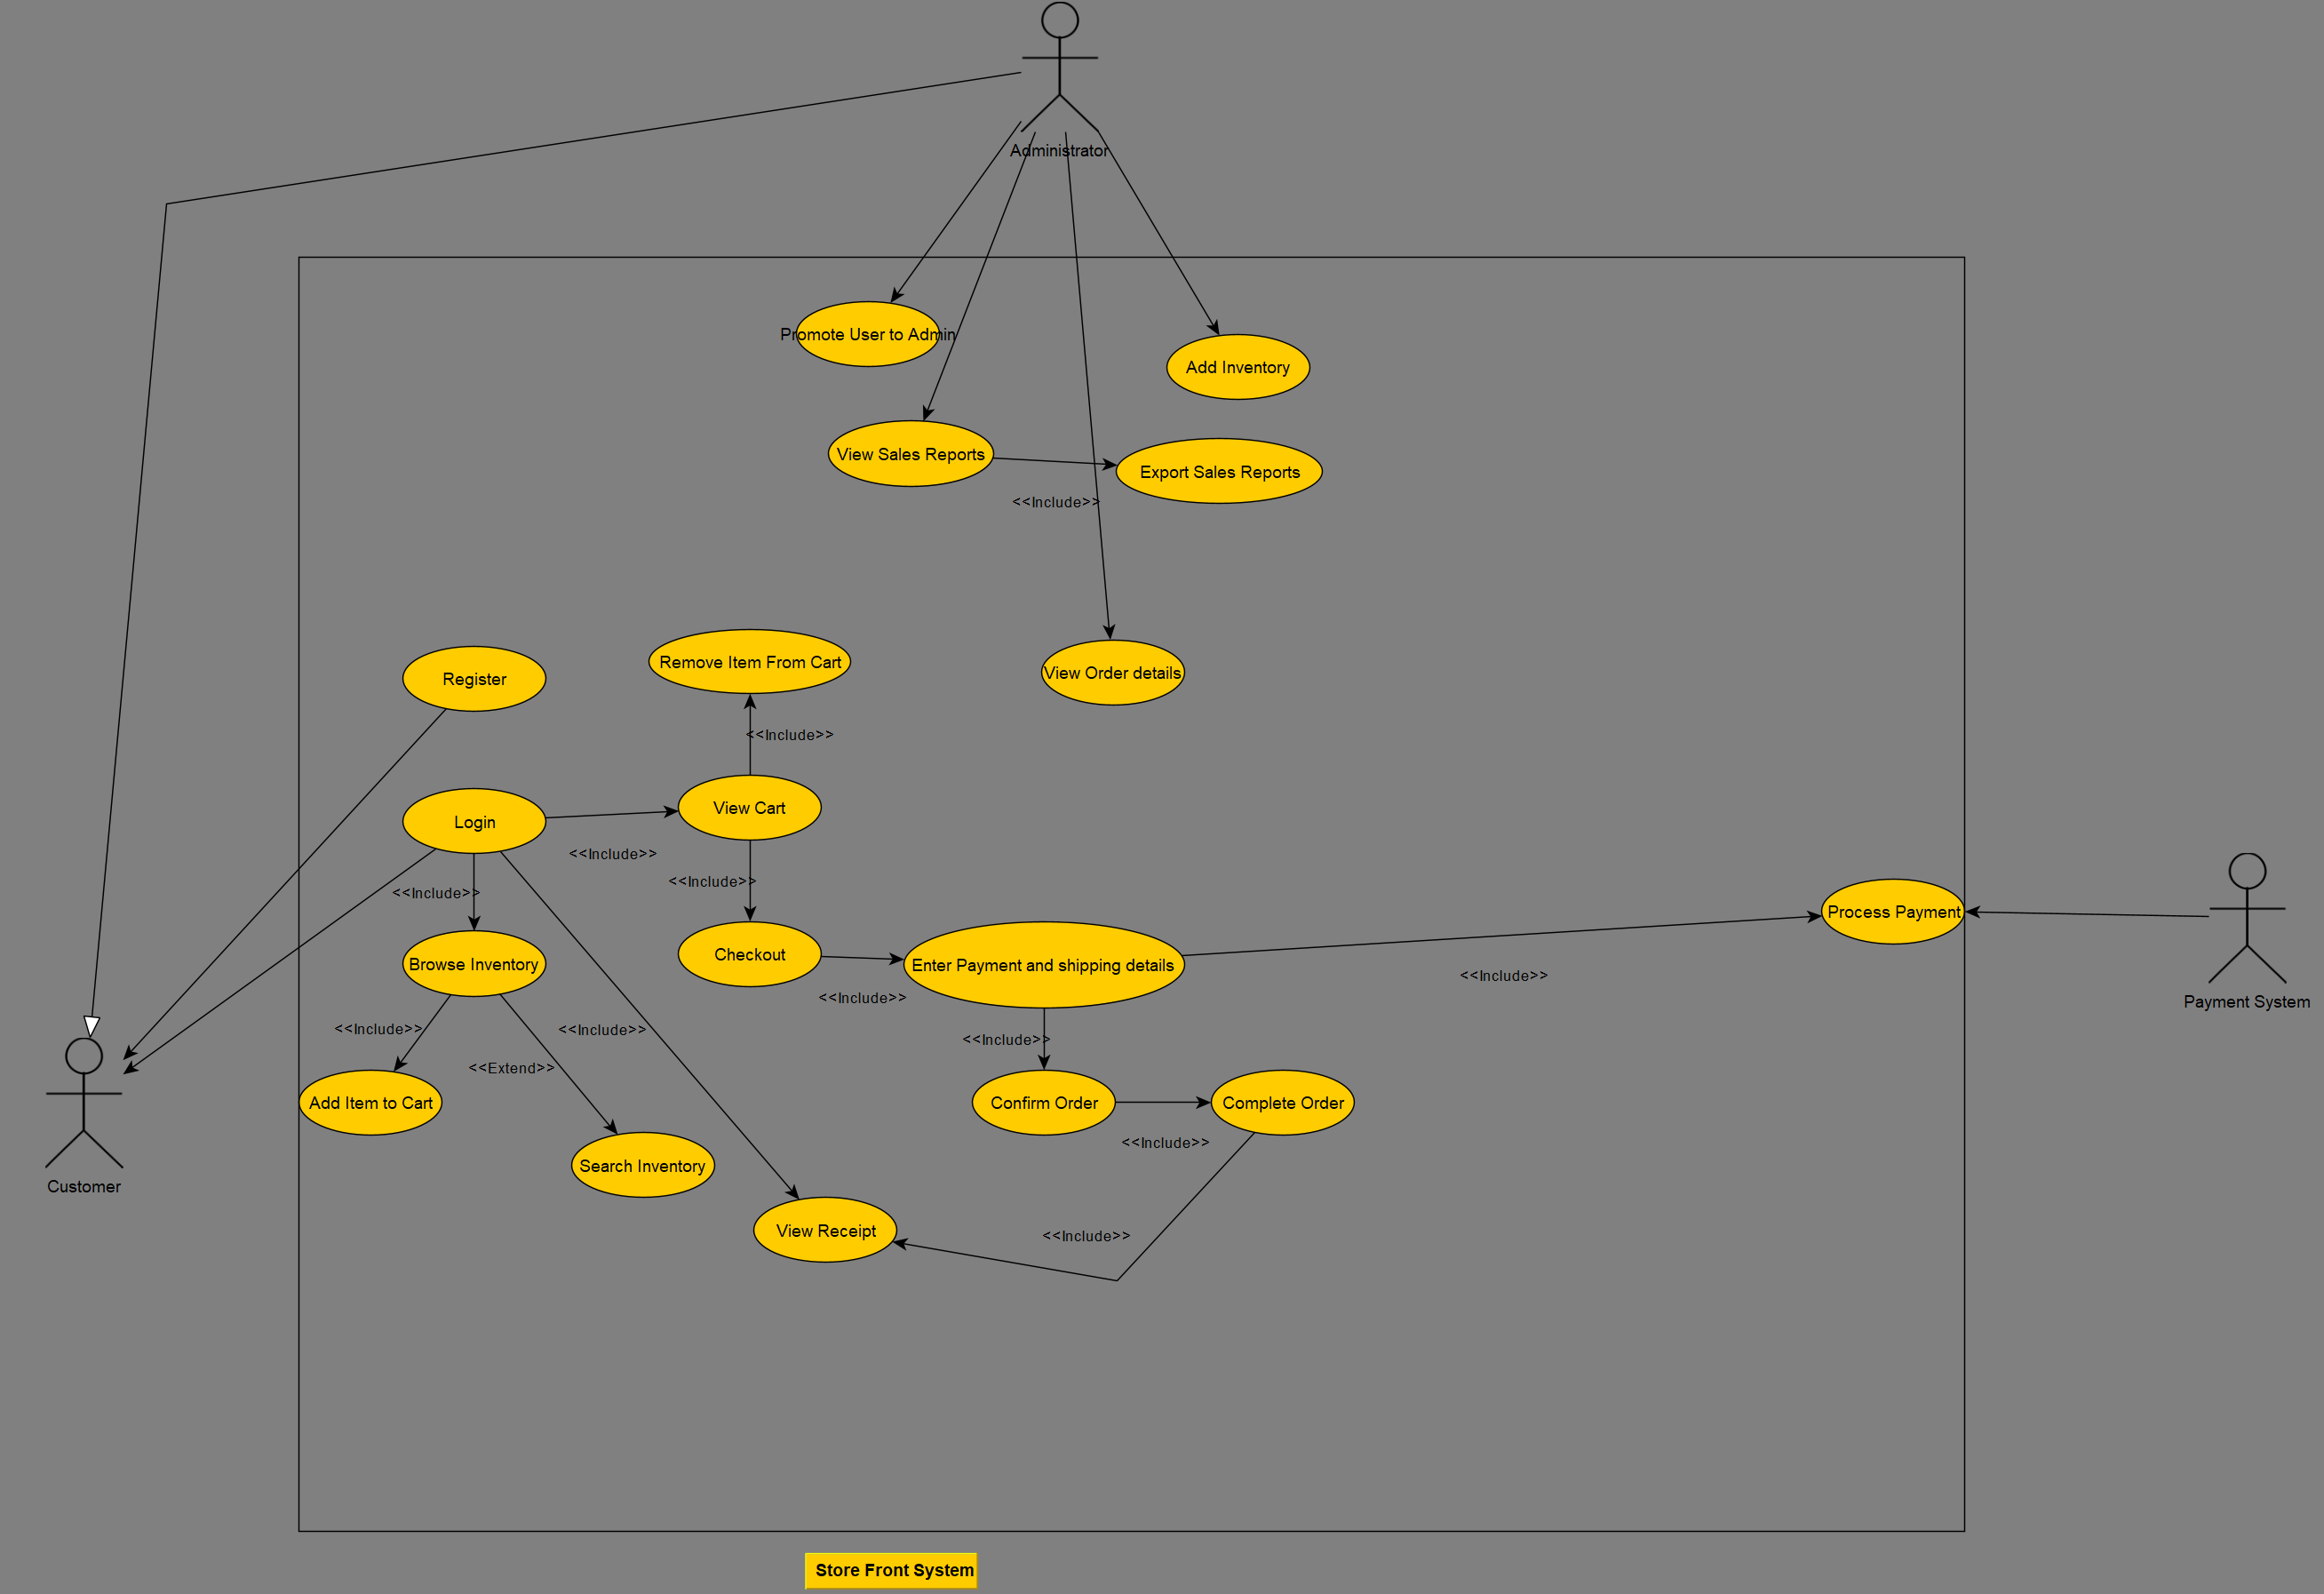 Administrator
Promote User to Admin
Add Inventory
View Sales Reports
Export Sales Reports
<<Include>>
Remove Item From Cart
View Order details
Register
<<Include>>
View Cart
Login
<<Include>>
<<Include>>
<<Include>>
Process Payment
Checkout
Browse Inventory
Enter Payment and shipping details
<<Include>>
<<Include>>
Payment System
<<Include>>
<<Include>>
<<Include>>
<<Extend>>
Add Item to Cart
Confirm Order
Complete Order
<<Include>>
Search Inventory
Customer
View Receipt
<<Include>>
Store Front System